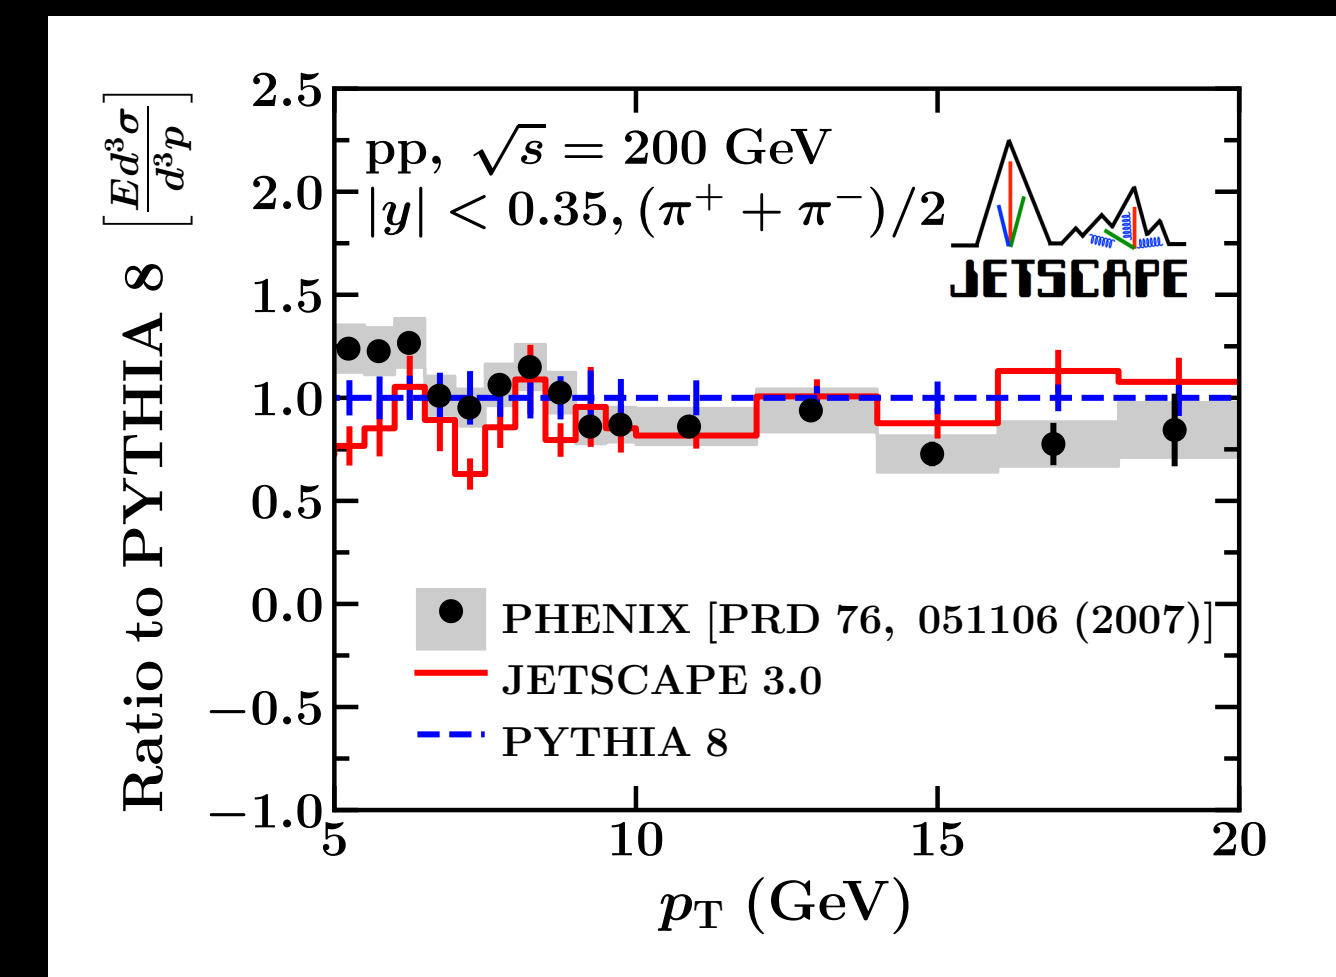 Ratio to PYTHIA 8 [Ed³σ/d³p]
2.5
2.0
1.5
1.0
0.5
0.0
−0.5
−1.0
pp, √s = 200 GeV
|y| < 0.35, (π⁺ + π⁻)/2
JETSCAPE
PHENIX [PRD 76, 051106 (2007)]
JETSCAPE 3.0
PYTHIA 8
5 10 15 20
p_T (GeV)